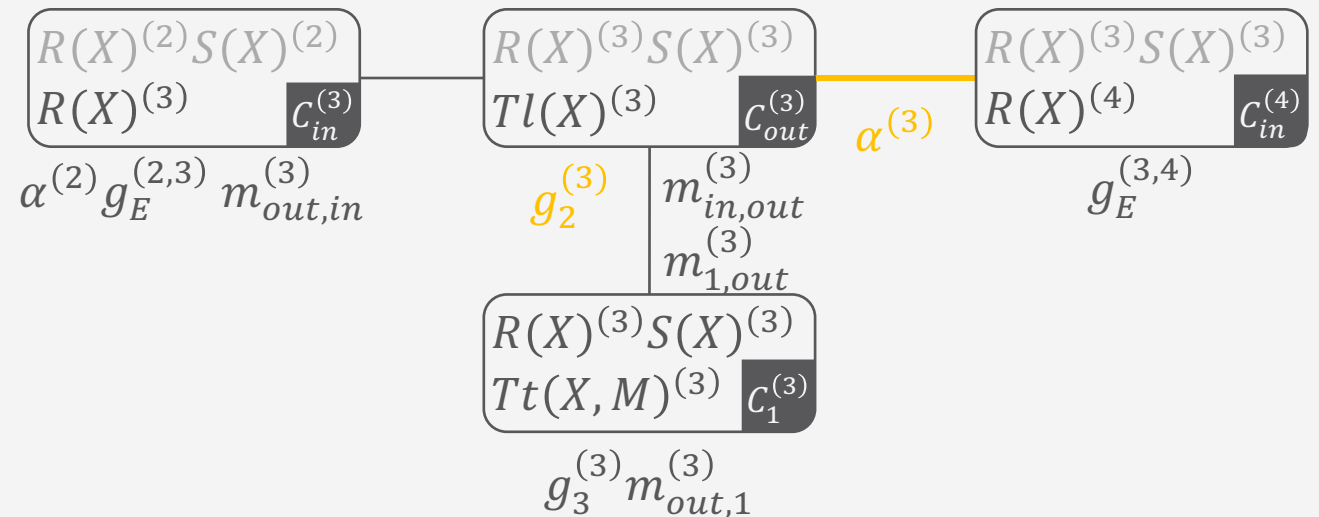 R(X)^(2) S(X)^(2)
R(X)^(3)
C_in^(3)
α^(2) g_E^(2,3) m_out,in^(3)
R(X)^(3) S(X)^(3)
Tl(X)^(3)
C_out^(3)
g_2^(3)
m_in,out^(3)
m_1,out^(3)
α^(3)
R(X)^(3) S(X)^(3)
R(X)^(4)
C_in^(4)
g_E^(3,4)
R(X)^(3) S(X)^(3)
Tt(X, M)^(3)
C_1^(3)
g_3^(3) m_out,1^(3)